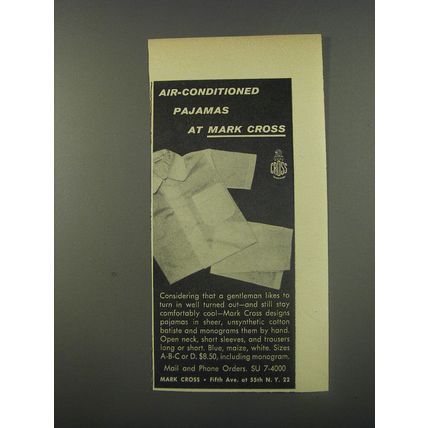 AIR-CONDITIONED
PAJAMAS
AT MARK CROSS
CROSS
Considering that a gentleman likes to
turn in well turned out—and still stay
comfortably cool—Mark Cross designs
pajamas in sheer, unsynthetic cotton
batiste and monograms them by hand.
Open neck, short sleeves, and trousers
long or short. Blue, maize, white. Sizes
A-B-C or D. $8.50, including monogram.
Mail and Phone Orders. SU 7-4000
MARK CROSS • Fifth Ave. at 55th N. Y. 22